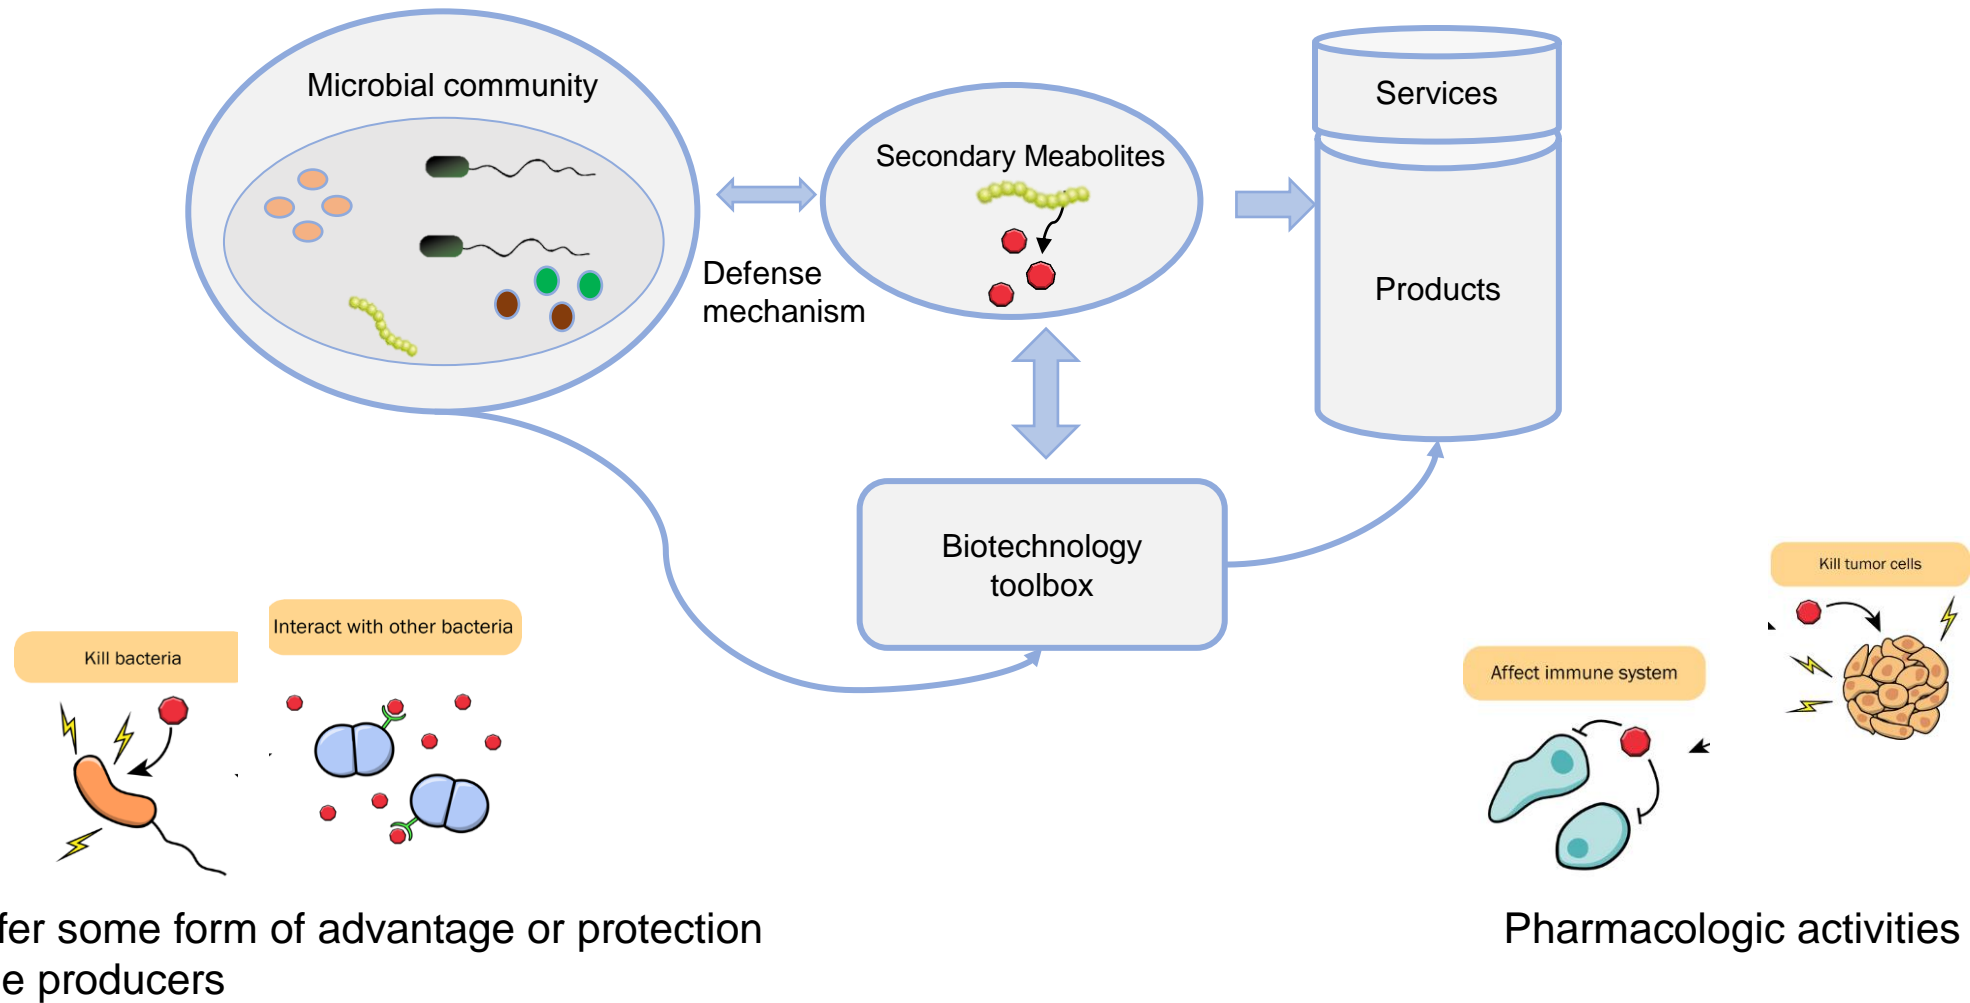 Microbial community
Services
Secondary Meabolites
Defense
mechanism
Products
Biotechnology
toolbox
Kill tumor cells
Interact with other bacteria
Kill bacteria
Affect immune system
fer some form of advantage or protection
e producers
Pharmacologic activities